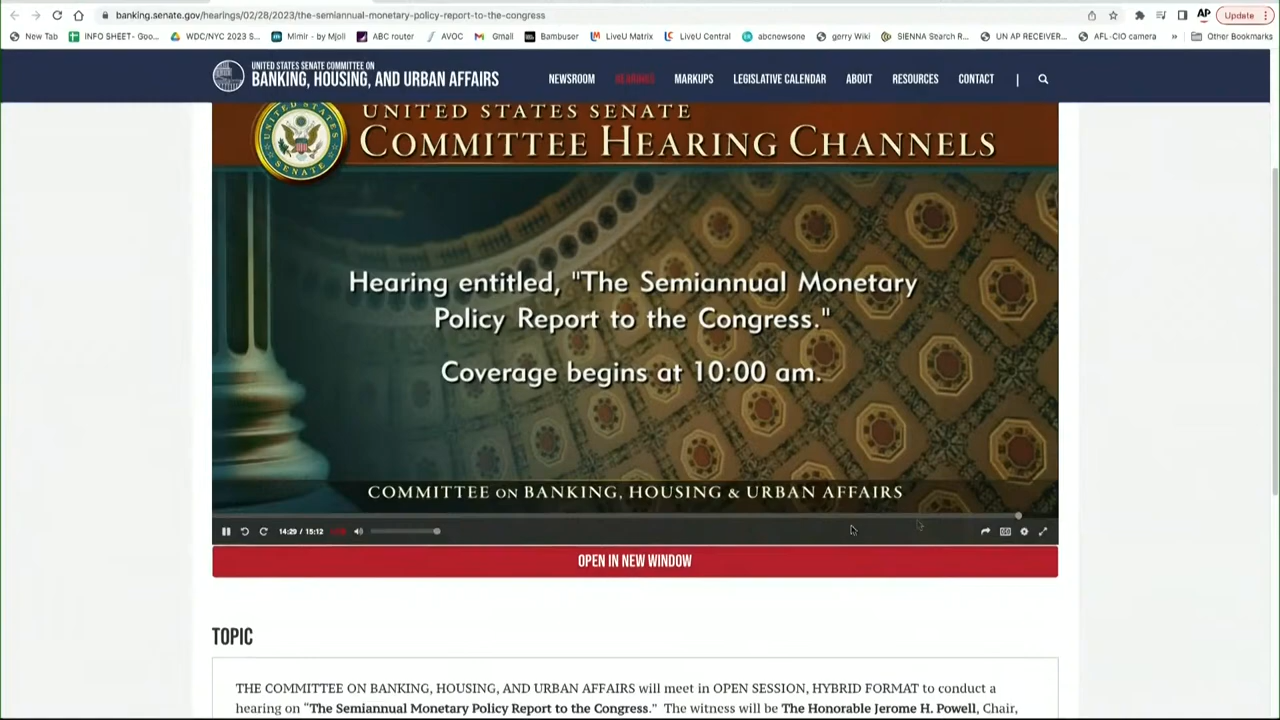 banking.senate.gov/hearings/02/28/2023/the-semiannual-monetary-policy-report-to-the-congress
AP
Update
New Tab
INFO SHEET- Goo...
WDC/NYC 2023 S...
Mimir - by Mjoll
ABC router
AVOC
Gmail
Bambuser
LiveU Matrix
LiveU Central
abcnewsone
gerry Wiki
SIENNA Search R...
UN AP RECEIVER...
AFL-CIO camera
»
Other Bookmarks
UNITED STATES SENATE COMMITTEE ON
BANKING, HOUSING, AND URBAN AFFAIRS
NEWSROOM
HEARINGS
MARKUPS
LEGISLATIVE CALENDAR
ABOUT
RESOURCES
CONTACT
|
UNITED STATES SENATE
COMMITTEE HEARING CHANNELS
UNITED STATES
SENATE
Hearing entitled, "The Semiannual Monetary
Policy Report to the Congress."
Coverage begins at 10:00 am.
COMMITTEE ON BANKING, HOUSING & URBAN AFFAIRS
14:29 / 15:12
OPEN IN NEW WINDOW
TOPIC
THE COMMITTEE ON BANKING, HOUSING, AND URBAN AFFAIRS will meet in OPEN SESSION, HYBRID FORMAT to conduct a
hearing on “The Semiannual Monetary Policy Report to the Congress.” The witness will be The Honorable Jerome H. Powell, Chair,